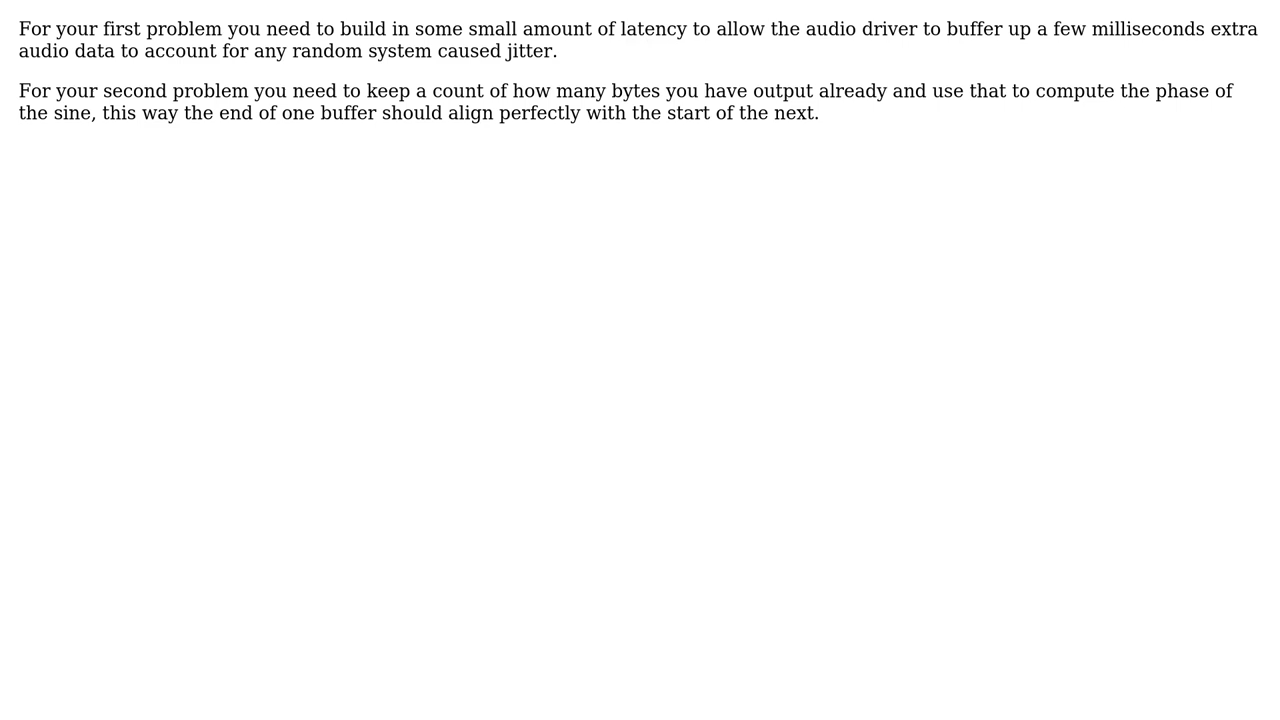 For your first problem you need to build in some small amount of latency to allow the audio driver to buffer up a few milliseconds extra
audio data to account for any random system caused jitter.
For your second problem you need to keep a count of how many bytes you have output already and use that to compute the phase of
the sine, this way the end of one buffer should align perfectly with the start of the next.